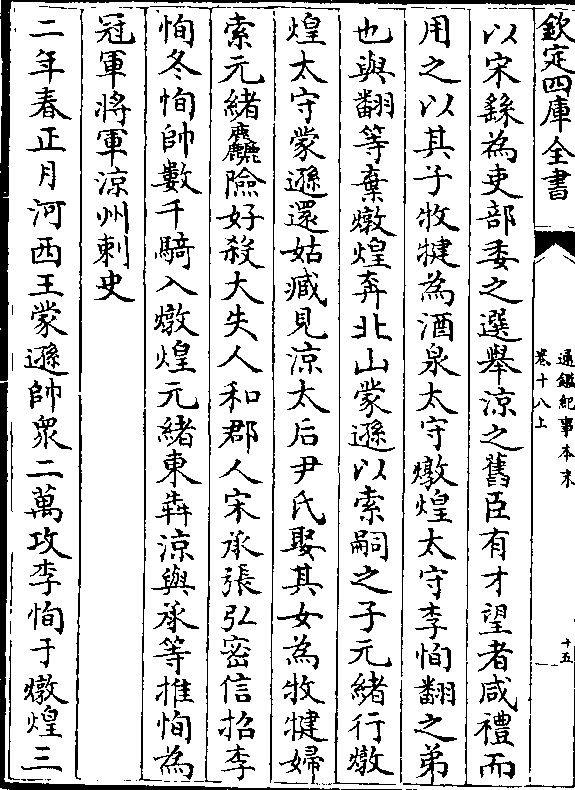 欽定四庫全書
通鑑紀事本末
卷十八上
十五
以宋繇為吏部委之選舉涼之舊臣有才望者咸禮而
用之以其子牧犍為酒泉太守燉煌太守李恂翻之弟
也與翻等棄燉煌奔北山蒙遜以索嗣之子元緒行燉
煌太守蒙遜還姑臧見涼太后尹氏娶其女為牧犍婦
索元緒麤險好殺大失人和郡人宋承張弘密信招李
恂冬恂帥數千騎入燉煌元緒東奔涼與承等推恂為
冠軍將軍涼州刺史
二年春正月河西王蒙遜帥衆二萬攻李恂于燉煌三